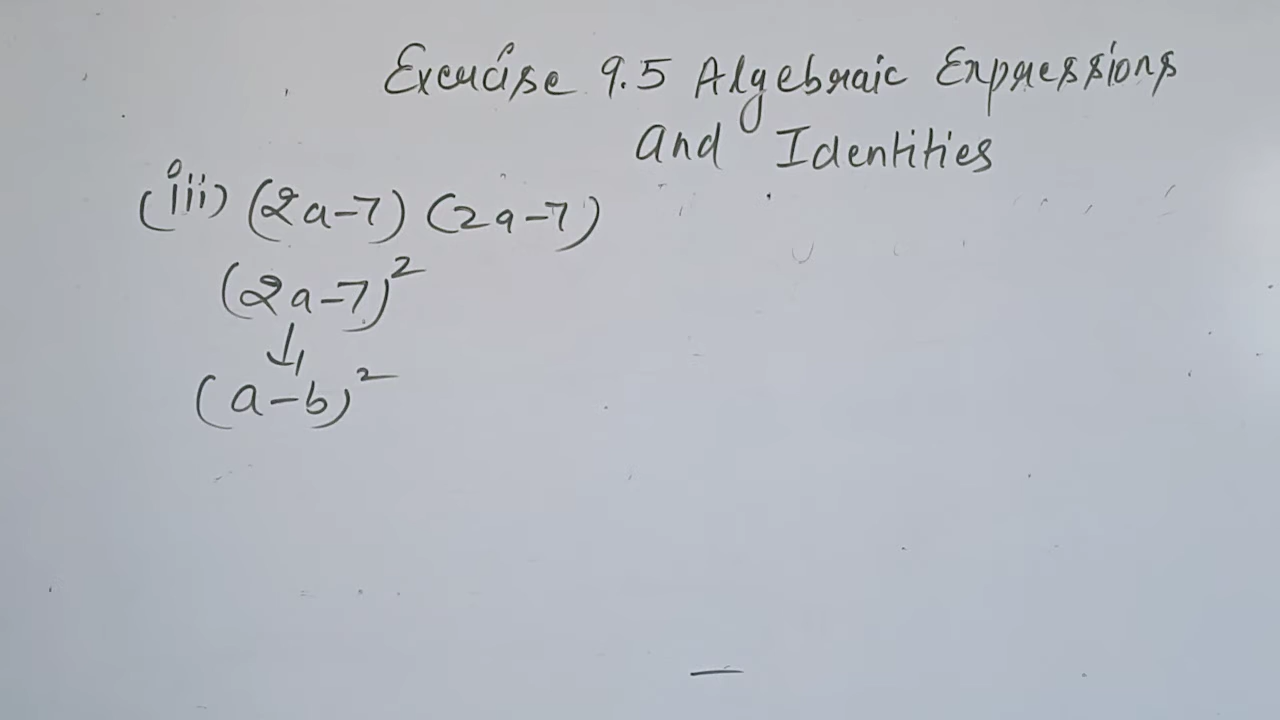 Exercise 9.5 Algebraic Expressions
and Identities
(iii) (2a-7) (2a-7)
(2a-7)²
↓
(a-b)²